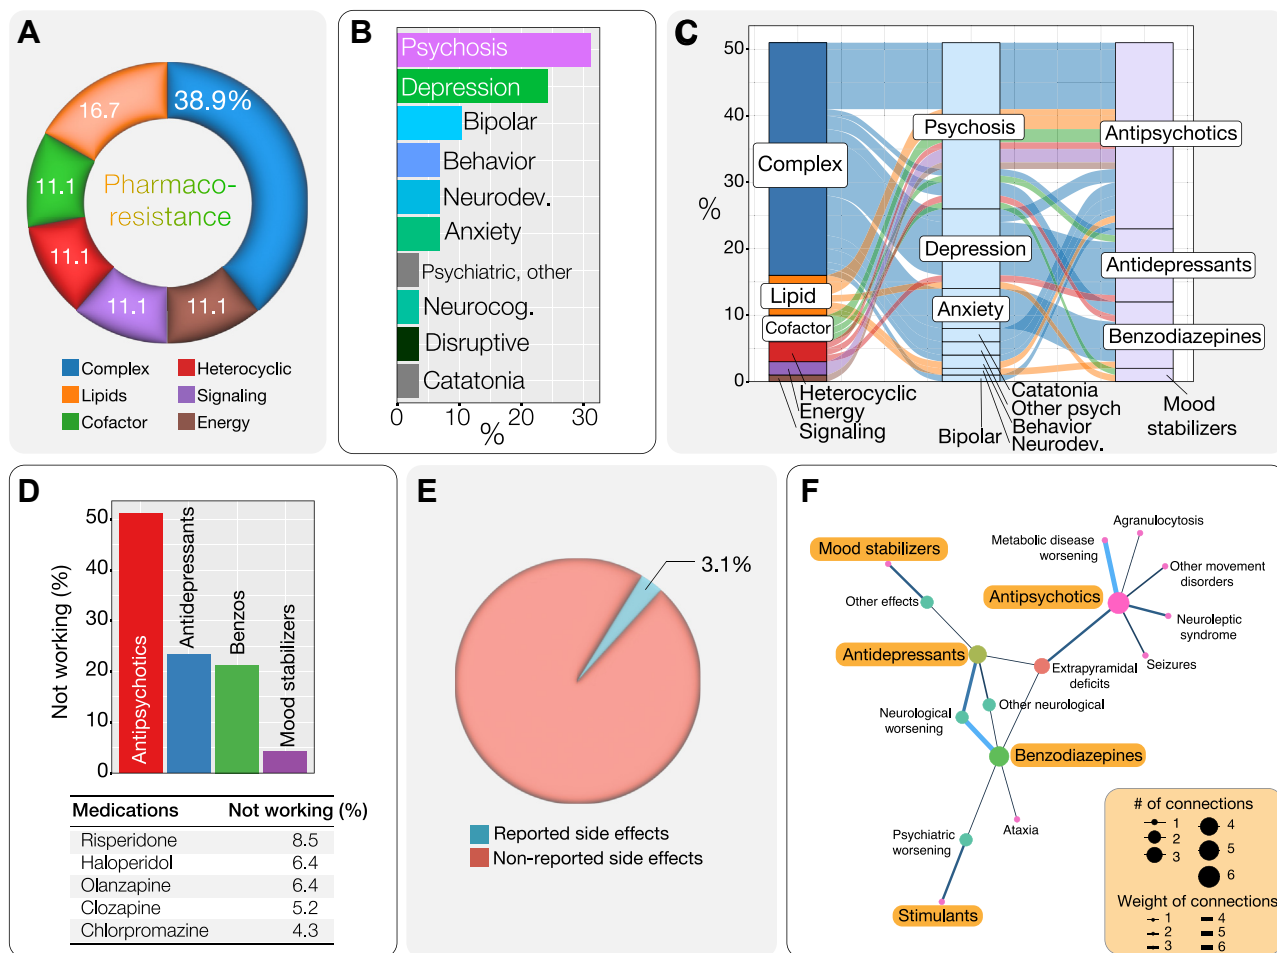 A
38.9%
16.7
11.1
11.1
11.1
11.1
Pharmaco-
resistance
Complex
Heterocyclic
Lipids
Signaling
Cofactor
Energy
B
Psychosis
Depression
Bipolar
Behavior
Neurodev.
Anxiety
Psychiatric, other
Neurocog.
Disruptive
Catatonia
0
10
20
30
%
C
50
40
30
20
10
0
%
Complex
Lipid
Cofactor
Heterocyclic
Energy
Signaling
Psychosis
Depression
Anxiety
Bipolar
Catatonia
Other psych
Behavior
Neurodev.
Antipsychotics
Antidepressants
Benzodiazepines
Mood
stabilizers
D
Not working (%)
50
40
30
20
10
0
Antipsychotics
Antidepressants
Benzos
Mood stabilizers
Medications Not working (%)
Risperidone 8.5
Haloperidol 6.4
Olanzapine 6.4
Clozapine 5.2
Chlorpromazine 4.3
E
3.1%
Reported side effects
Non-reported side effects
F
Mood stabilizers
Other effects
Antidepressants
Neurological
worsening
Other neurological
Benzodiazepines
Psychiatric
worsening
Ataxia
Stimulants
Metabolic disease
worsening
Agranulocytosis
Other movement
disorders
Antipsychotics
Neuroleptic
syndrome
Seizures
Extrapyramidal
deficits
# of connections
1
2
3
4
5
6
Weight of connections
1
2
3
4
5
6